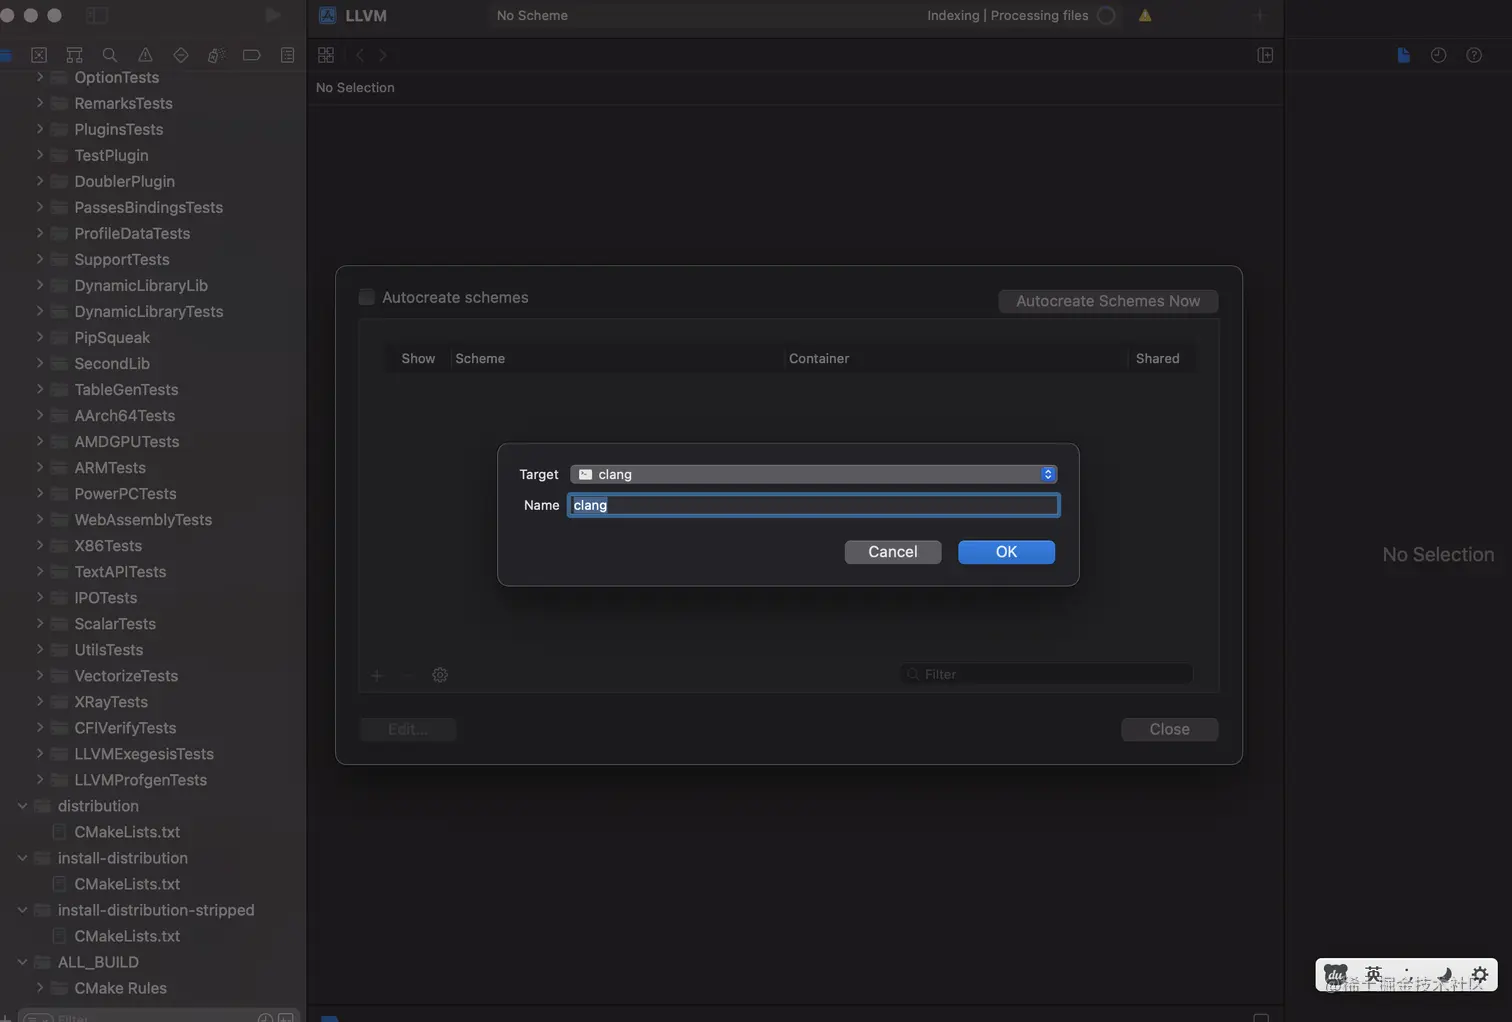 LLVM
No Scheme
Indexing | Processing files
No Selection
OptionTests
RemarksTests
PluginsTests
TestPlugin
DoublerPlugin
PassesBindingsTests
ProfileDataTests
SupportTests
DynamicLibraryLib
DynamicLibraryTests
PipSqueak
SecondLib
TableGenTests
AArch64Tests
AMDGPUTests
ARMTests
PowerPCTests
WebAssemblyTests
X86Tests
TextAPITests
IPOTests
ScalarTests
UtilsTests
VectorizeTests
XRayTests
CFIVerifyTests
LLVMExegesisTests
LLVMProfgenTests
distribution
CMakeLists.txt
install-distribution
CMakeLists.txt
install-distribution-stripped
CMakeLists.txt
ALL_BUILD
CMake Rules
Filter
Autocreate schemes
Autocreate Schemes Now
Show Scheme Container Shared
Target clang
Name clang
Cancel OK
Filter
Edit... Close
No Selection
du 英
@稀土掘金技术社区